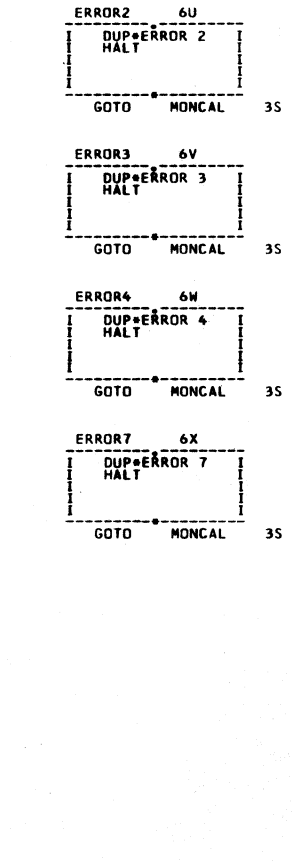 ERROR2 6U
DUP*ERROR 2
HALT
GOTO MONCAL 3S
ERROR3 6V
DUP*ERROR 3
HALT
GOTO MONCAL 3S
ERROR4 6W
DUP*ERROR 4
HALT
GOTO MONCAL 3S
ERROR7 6X
DUP*ERROR 7
HALT
GOTO MONCAL 3S